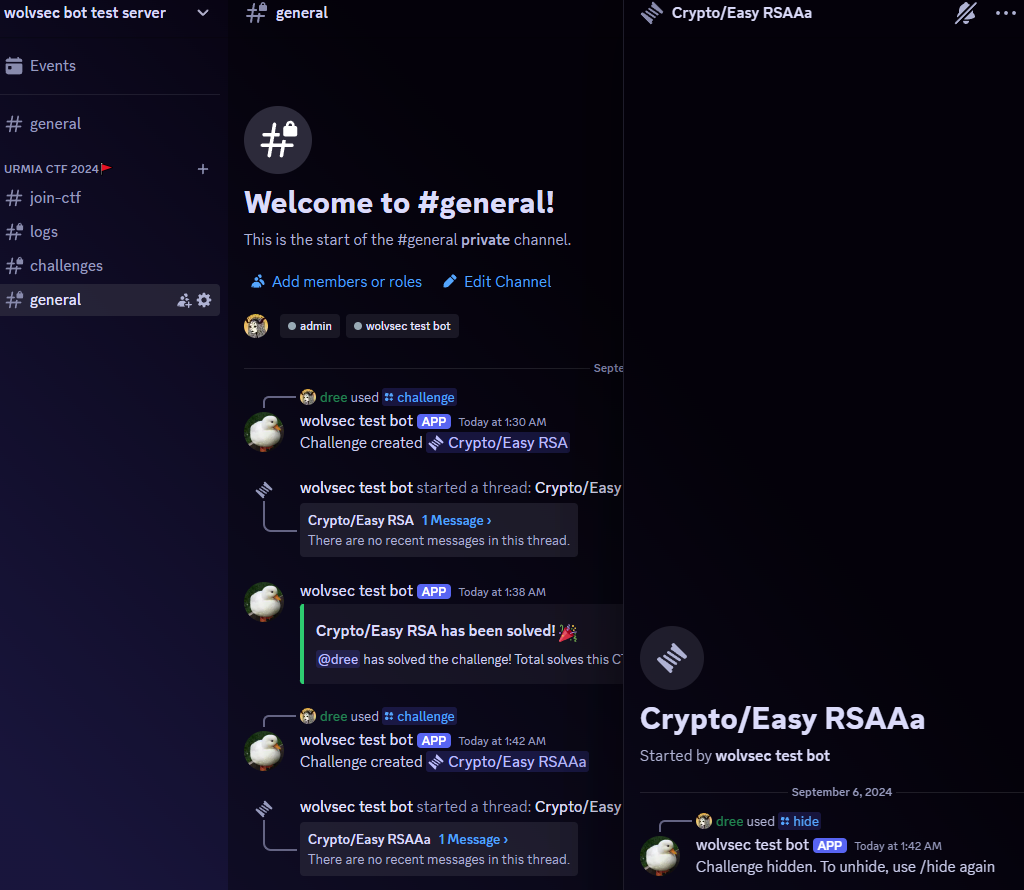 wolvsec bot test server
Events
general
URMIA CTF 2024
join-ctf
logs
challenges
general
general
Welcome to #general!
This is the start of the #general private channel.
Add members or roles
Edit Channel
admin
wolvsec test bot
Septe
dree used challenge
wolvsec test bot APP Today at 1:30 AM
Challenge created Crypto/Easy RSA
wolvsec test bot started a thread: Crypto/Easy
Crypto/Easy RSA 1 Message ›
There are no recent messages in this thread.
wolvsec test bot APP Today at 1:38 AM
Crypto/Easy RSA has been solved!
@dree has solved the challenge! Total solves this CT
dree used challenge
wolvsec test bot APP Today at 1:42 AM
Challenge created Crypto/Easy RSAAa
wolvsec test bot started a thread: Crypto/Easy
Crypto/Easy RSAAa 1 Message ›
There are no recent messages in this thread.
Crypto/Easy RSAAa
Crypto/Easy RSAAa
Started by wolvsec test bot
September 6, 2024
dree used hide
wolvsec test bot APP Today at 1:42 AM
Challenge hidden. To unhide, use /hide again